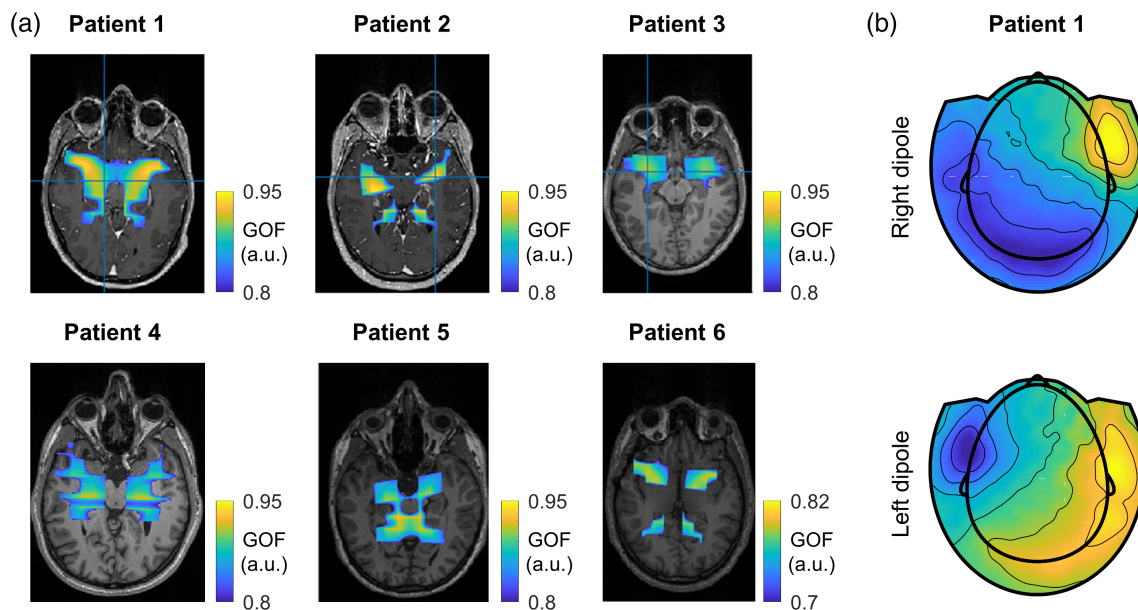 (a)
Patient 1
Patient 2
Patient 3
(b)
Patient 1
0.95
GOF
(a.u.)
0.8
0.95
GOF
(a.u.)
0.8
0.95
GOF
(a.u.)
0.8
Right dipole
Patient 4
Patient 5
Patient 6
0.95
GOF
(a.u.)
0.8
0.95
GOF
(a.u.)
0.8
0.82
GOF
(a.u.)
0.7
Left dipole